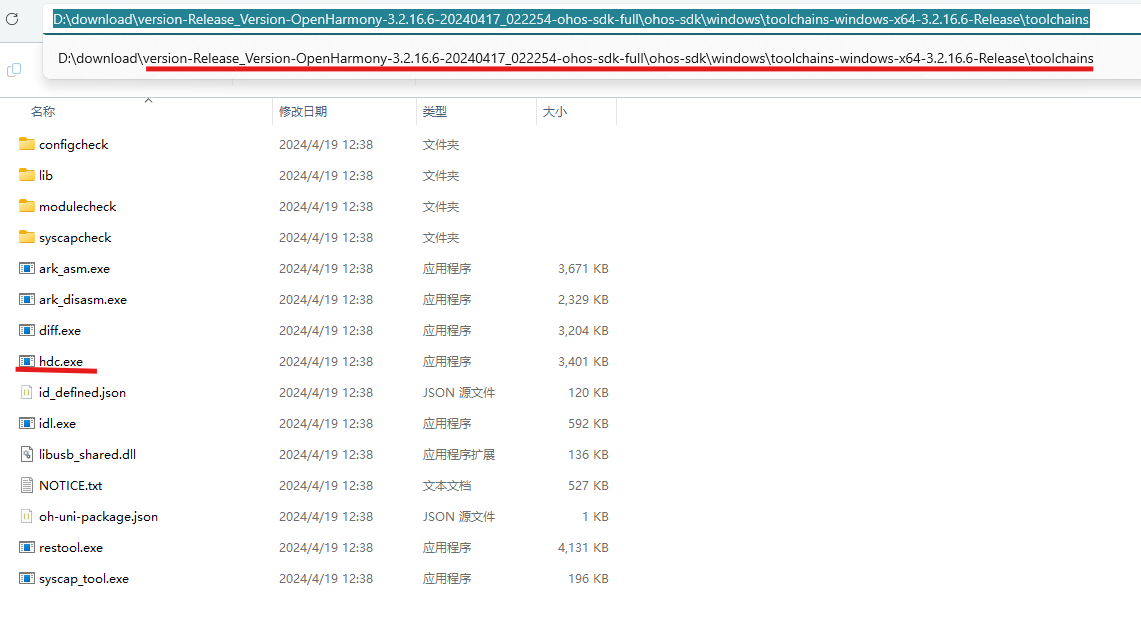 D:\download\version-Release_Version-OpenHarmony-3.2.16.6-20240417_022254-ohos-sdk-full\ohos-sdk\windows\toolchains-windows-x64-3.2.16.6-Release\toolchains
D:\download\version-Release_Version-OpenHarmony-3.2.16.6-20240417_022254-ohos-sdk-full\ohos-sdk\windows\toolchains-windows-x64-3.2.16.6-Release\toolchains
名称 修改日期 类型 大小
configcheck 2024/4/19 12:38 文件夹
lib 2024/4/19 12:38 文件夹
modulecheck 2024/4/19 12:38 文件夹
syscapcheck 2024/4/19 12:38 文件夹
ark_asm.exe 2024/4/19 12:38 应用程序 3,671 KB
ark_disasm.exe 2024/4/19 12:38 应用程序 2,329 KB
diff.exe 2024/4/19 12:38 应用程序 3,204 KB
hdc.exe 2024/4/19 12:38 应用程序 3,401 KB
id_defined.json 2024/4/19 12:38 JSON 源文件 120 KB
idl.exe 2024/4/19 12:38 应用程序 592 KB
libusb_shared.dll 2024/4/19 12:38 应用程序扩展 136 KB
NOTICE.txt 2024/4/19 12:38 文本文档 527 KB
oh-uni-package.json 2024/4/19 12:38 JSON 源文件 1 KB
restool.exe 2024/4/19 12:38 应用程序 4,131 KB
syscap_tool.exe 2024/4/19 12:38 应用程序 196 KB